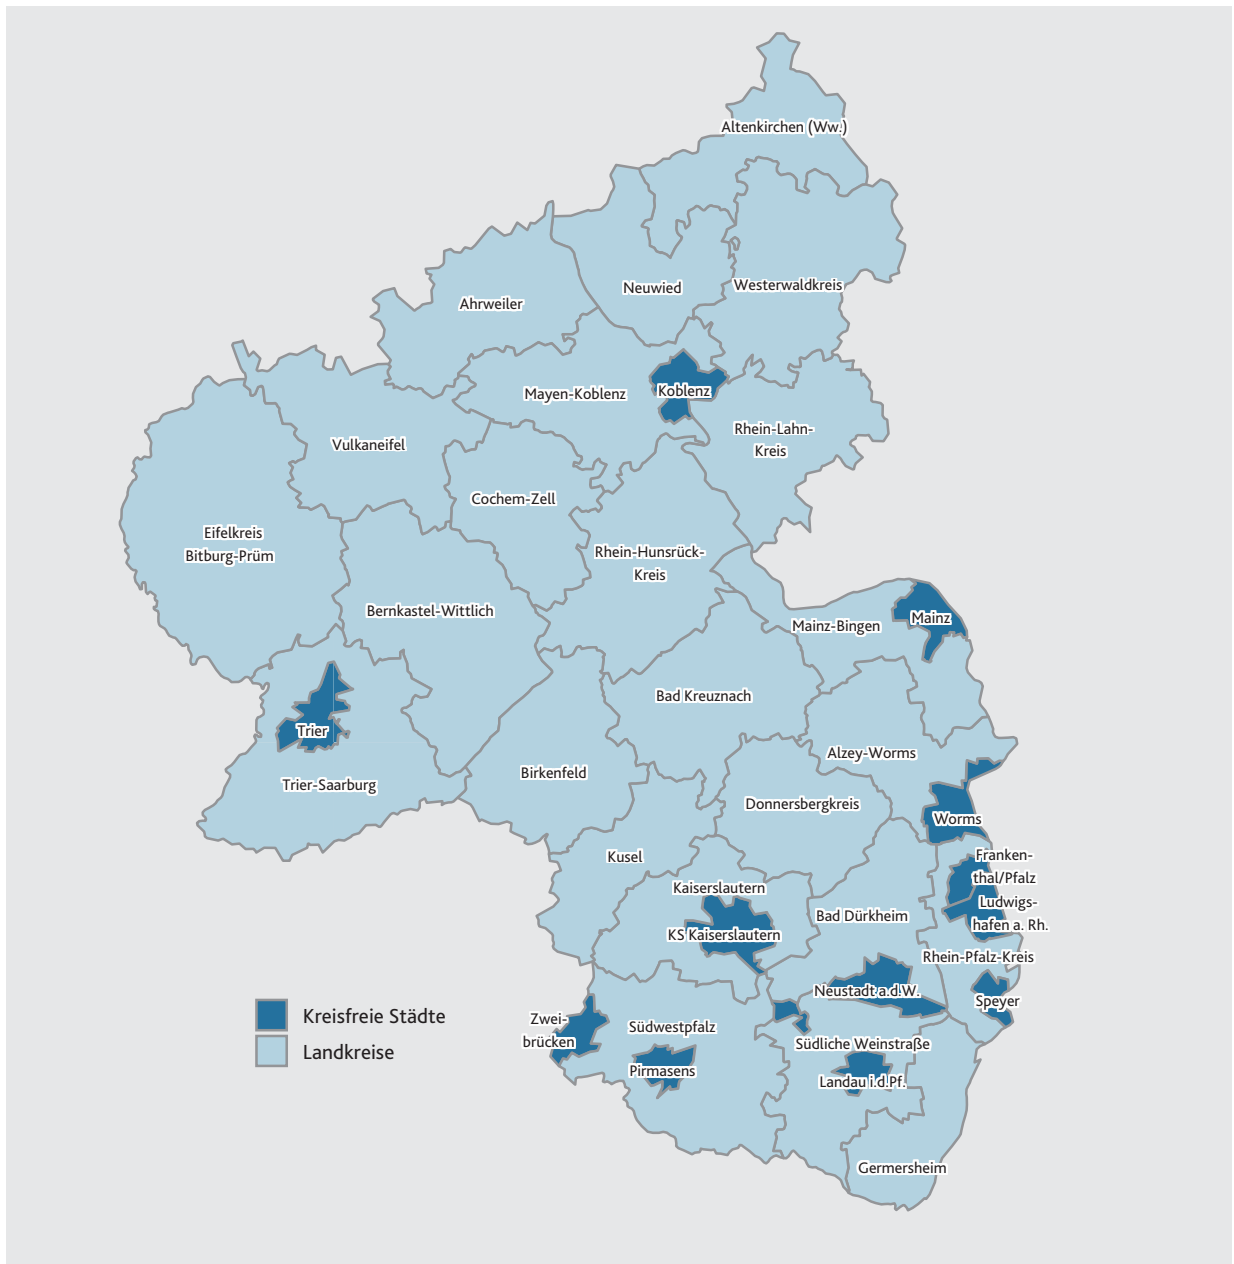 Altenkirchen (Ww.)
Neuwied
Westerwaldkreis
Ahrweiler
Mayen-Koblenz
Koblenz
Rhein-Lahn-
Kreis
Vulkaneifel
Cochem-Zell
Eifelkreis
Bitburg-Prüm
Rhein-Hunsrück-
Kreis
Bernkastel-Wittlich
Mainz-Bingen
Mainz
Bad Kreuznach
Trier
Alzey-Worms
Birkenfeld
Trier-Saarburg
Donnersbergkreis
Worms
Kusel
Franken-
thal/Pfalz
Kaiserslautern
Ludwigs-
hafen a. Rh.
Bad Dürkheim
KS Kaiserslautern
Rhein-Pfalz-Kreis
Neustadt a.d.W.
Speyer
Kreisfreie Städte
Landkreise
Zwei-
brücken
Südwestpfalz
Südliche Weinstraße
Pirmasens
Landau i.d.Pf.
Germersheim